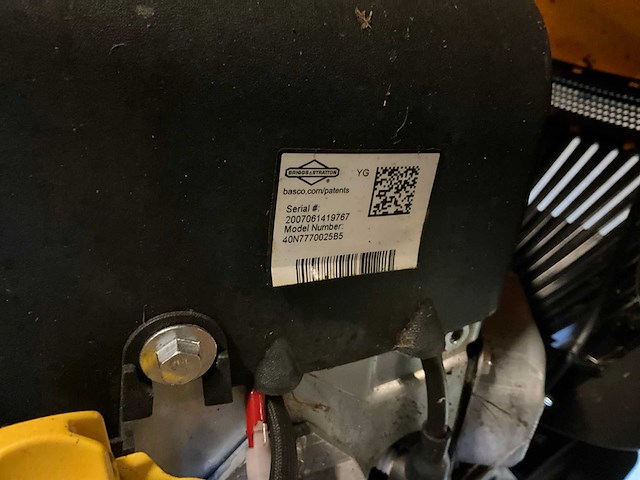 BRIGGS&STRATTON
YG
basco.com/patents
Serial #:
2007061419767
Model Number:
40N7770025B5